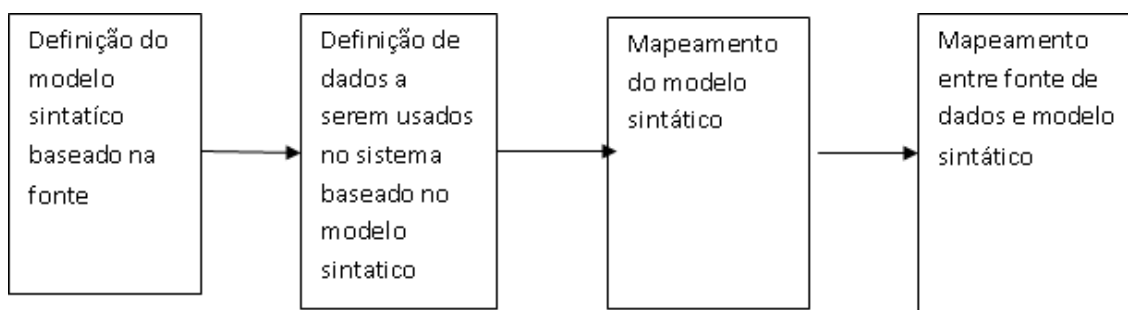 Definição do
modelo
sintatíco
baseado na
fonte
Definição de
dados a
serem usados
no sistema
baseado no
modelo
sintatico
Mapeamento
do modelo
sintático
Mapeamento
entre fonte de
dados e modelo
sintático